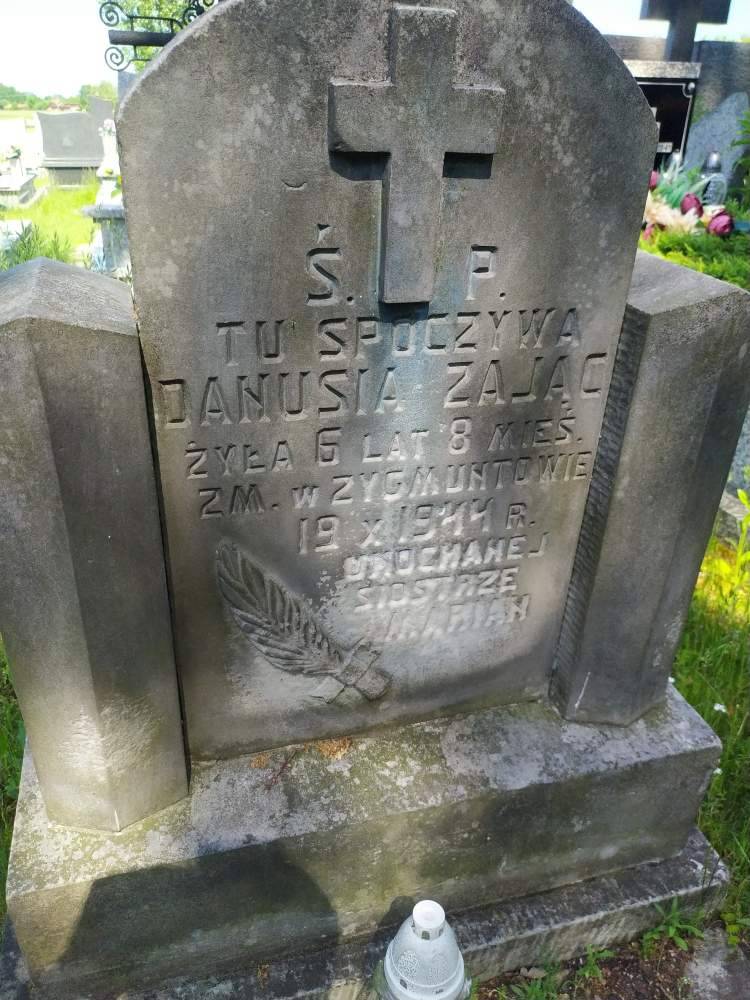 Ś. P.
TU SPOCZYWA
DANUSIA ZAJĄC
ŻYŁA 6 LAT 8 MIEŚ.
ZM. W ZYGMUNTOWIE
19 X 1944 R.
UKOCHANEJ
SIOSTRZE
MARIAN